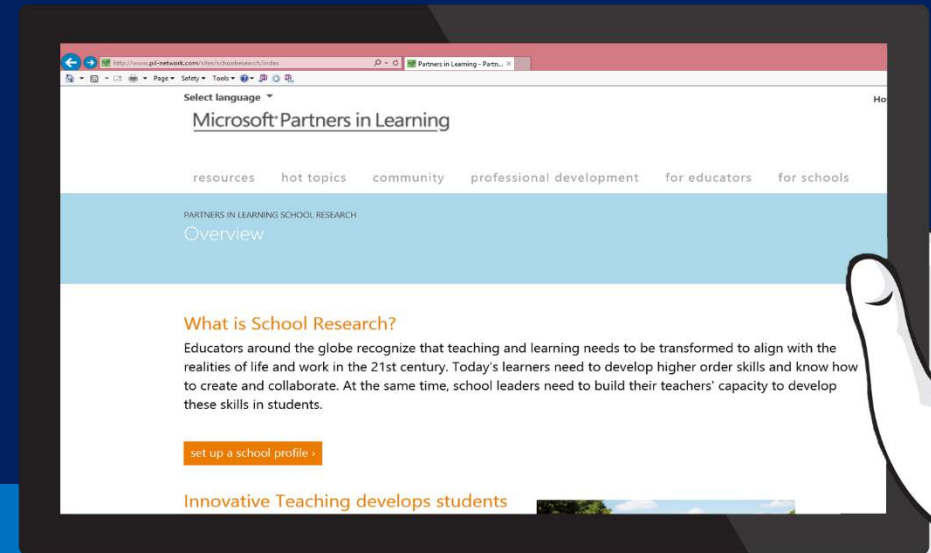 http://www.pil-network.com/sites/schoolresearch/index
Partners in Learning - Partn...
Page Safety Tools
Select language
Ho
Microsoft Partners in Learning
resources hot topics community professional development for educators for schools
PARTNERS IN LEARNING SCHOOL RESEARCH
Overview
What is School Research?
Educators around the globe recognize that teaching and learning needs to be transformed to align with the
realities of life and work in the 21st century. Today's learners need to develop higher order skills and know how
to create and collaborate. At the same time, school leaders need to build their teachers' capacity to develop
these skills in students.
set up a school profile ›
Innovative Teaching develops students